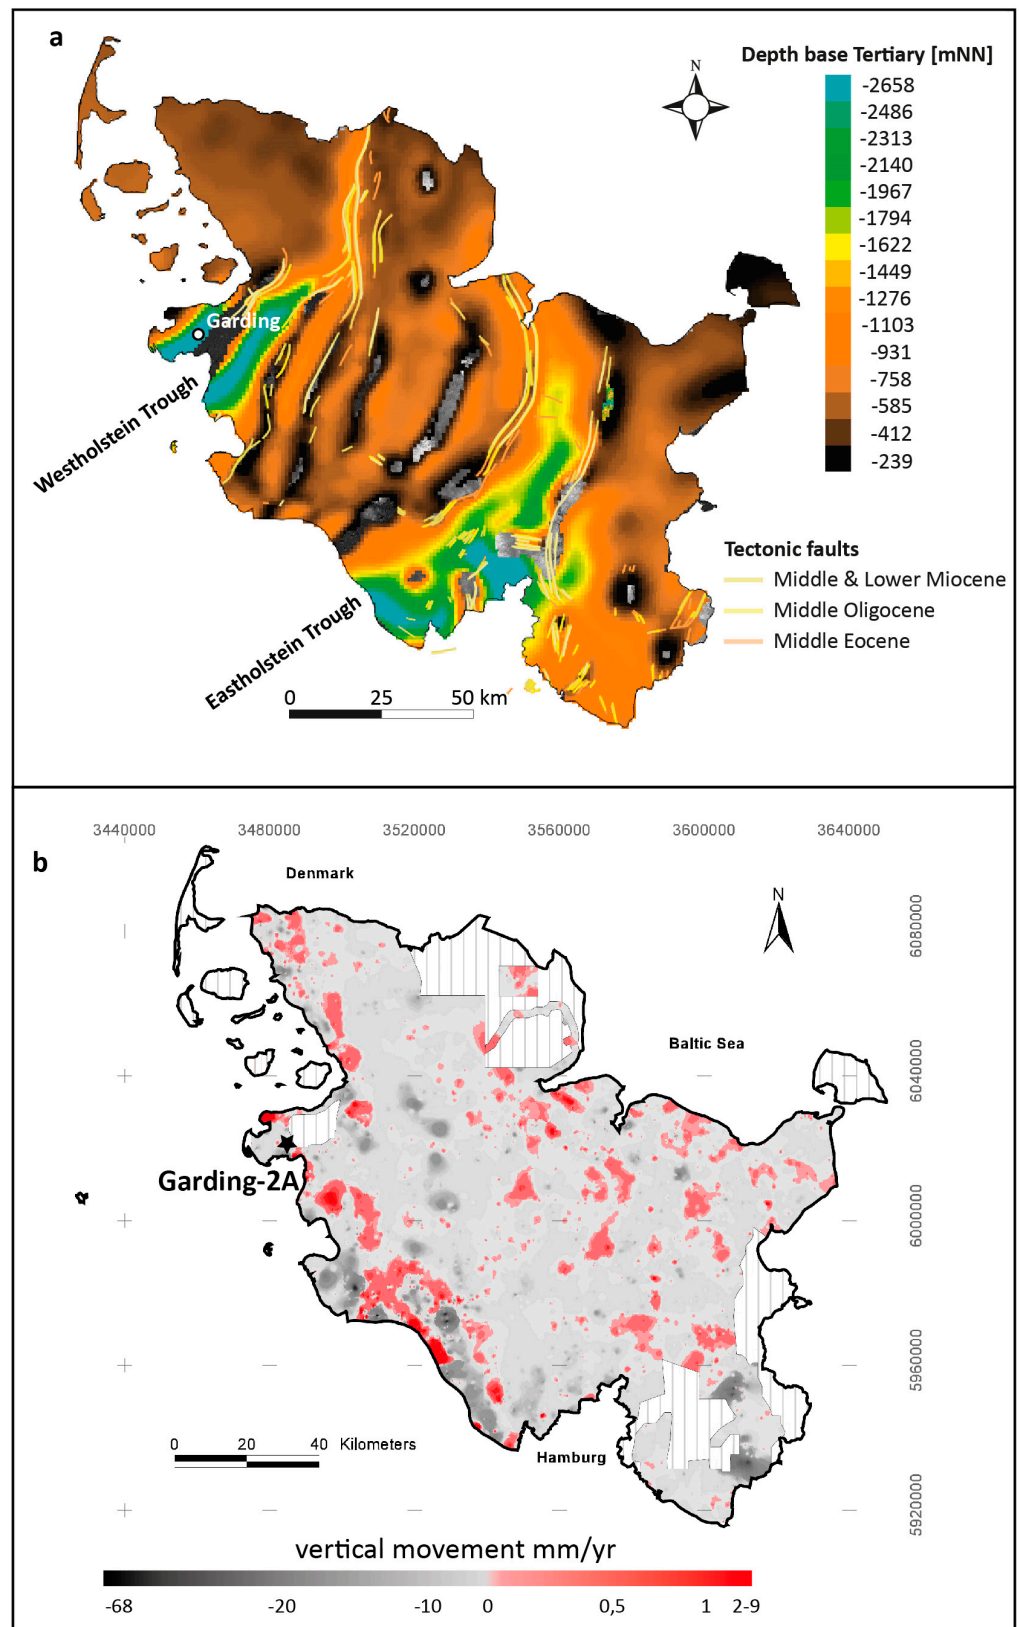 a
Depth base Tertiary [mNN]
N
-2658
-2486
-2313
-2140
-1967
-1794
-1622
-1449
-1276
-1103
-931
-758
-585
-412
-239
Garding
Westholstein Trough
Eastholstein Trough
Tectonic faults
Middle & Lower Miocene
Middle Oligocene
Middle Eocene
0 25 50 km
3440000 3480000 3520000 3560000 3600000 3640000
b
Denmark
N
6080000
Baltic Sea
6040000
Garding-2A
6000000
5960000
0 20 40 Kilometers
Hamburg
5920000
vertical movement mm/yr
-68 -20 -10 0 0,5 1 2-9